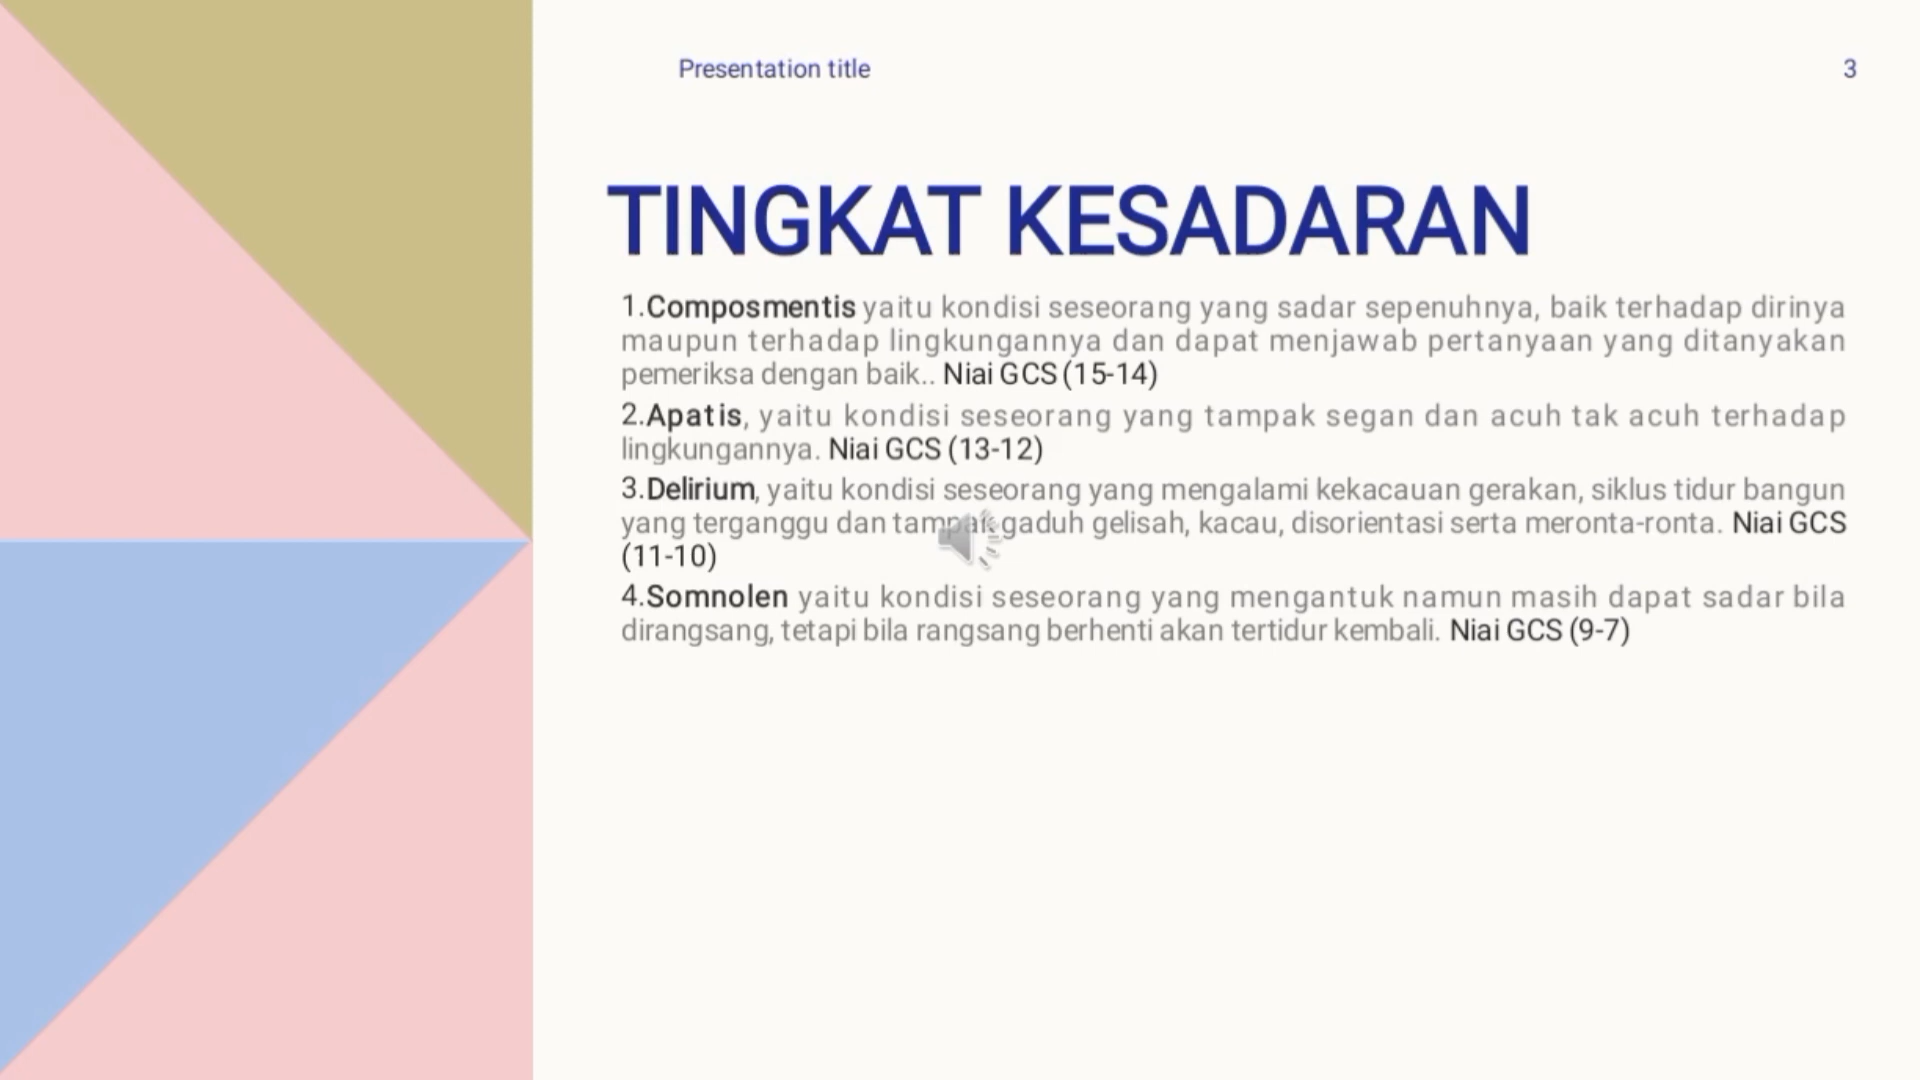 Presentation title
3
TINGKAT KESADARAN
1.Composmentis yaitu kondisi seseorang yang sadar sepenuhnya, baik terhadap dirinya
maupun terhadap lingkungannya dan dapat menjawab pertanyaan yang ditanyakan
pemeriksa dengan baik.. Niai GCS (15-14)
2.Apatis, yaitu kondisi seseorang yang tampak segan dan acuh tak acuh terhadap
lingkungannya. Niai GCS (13-12)
3.Delirium, yaitu kondisi seseorang yang mengalami kekacauan gerakan, siklus tidur bangun
yang terganggu dan tampak gaduh gelisah, kacau, disorientasi serta meronta-ronta. Niai GCS
(11-10)
4.Somnolen yaitu kondisi seseorang yang mengantuk namun masih dapat sadar bila
dirangsang, tetapi bila rangsang berhenti akan tertidur kembali. Niai GCS (9-7)